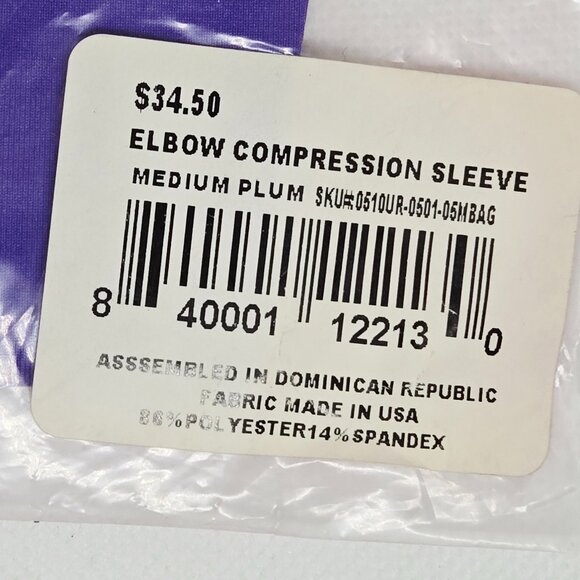 $34.50
ELBOW COMPRESSION SLEEVE
MEDIUM PLUM SKU#:0510UR-0501-05MBAG
8 40001 12213 0
ASSSEMBLED IN DOMINICAN REPUBLIC
FABRIC MADE IN USA
86%POLYESTER14%SPANDEX